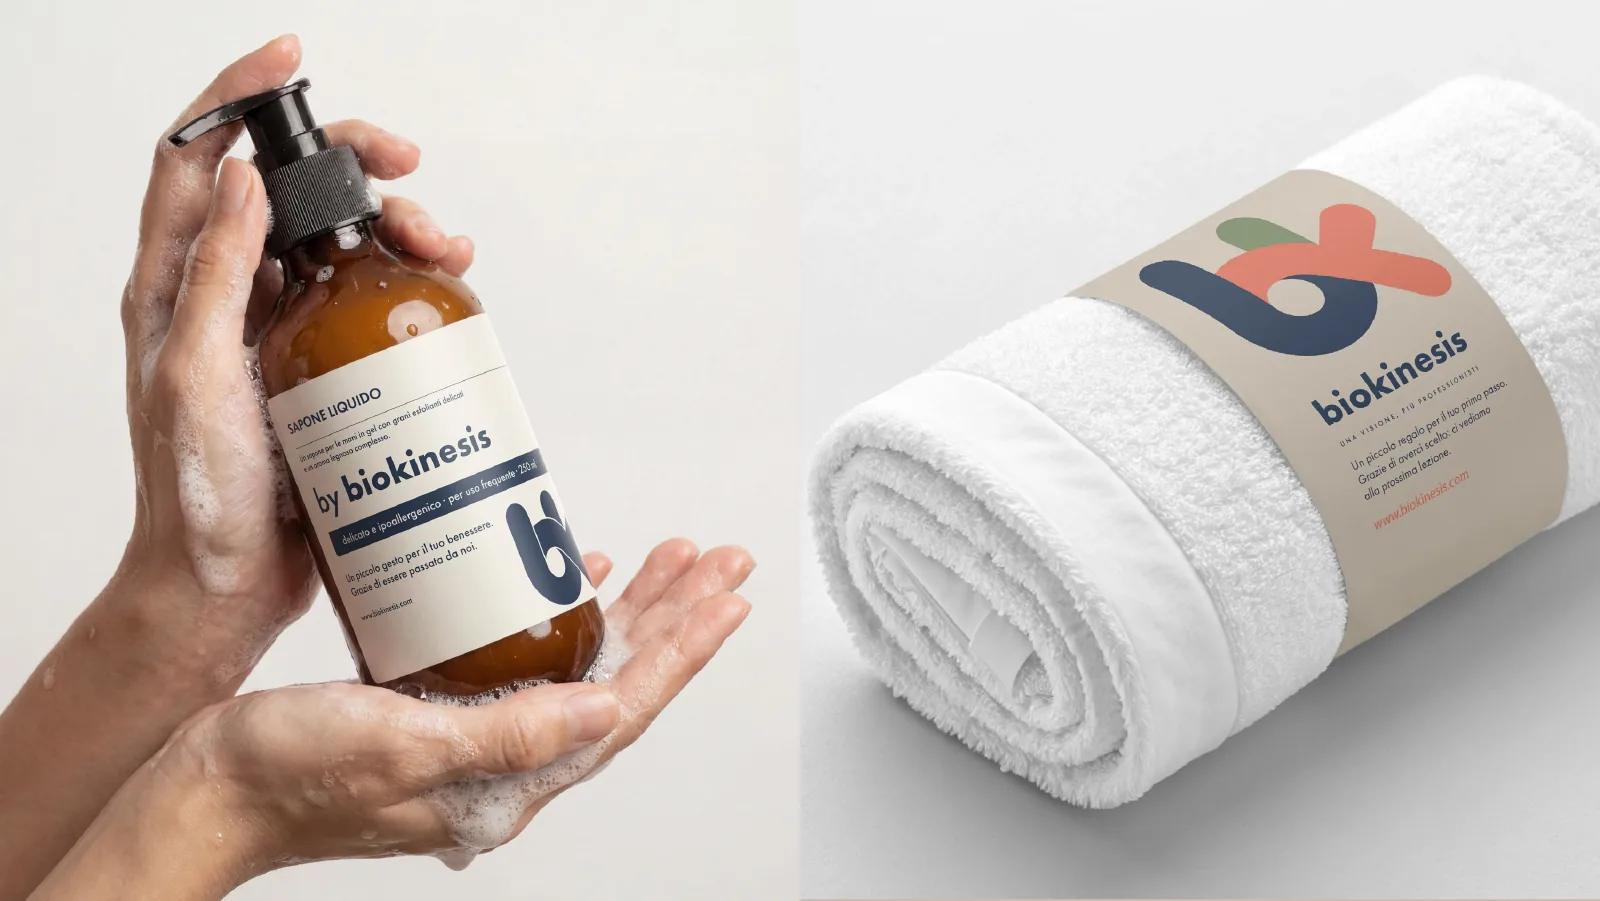 SAPONE LIQUIDO
Un sapone per le mani in gel con grani esfolianti delicati
e un aroma legnoso complesso.
by biokinesis
delicato e ipoallergenico · per uso frequente · 250 ml
Un piccolo gesto per il tuo benessere.
Grazie di essere passata da noi.
www.biokinesis.com
bk
bk
biokinesis
UNA VISIONE, PIÙ PROFESSIONISTI
Un piccolo regalo per il tuo primo passo.
Grazie di averci scelto: ci vediamo
alla prossima lezione.
www.biokinesis.com